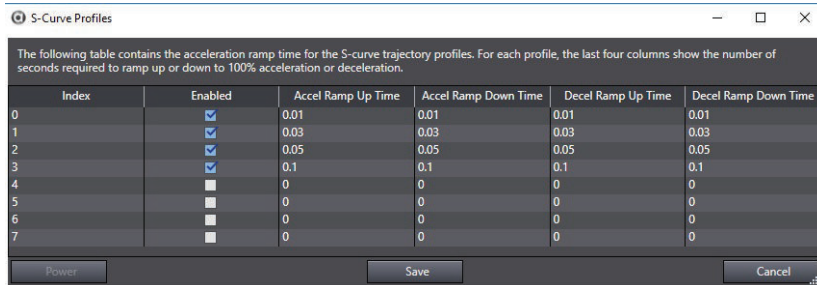 S-Curve Profiles
The following table contains the acceleration ramp time for the S-curve trajectory profiles. For each profile, the last four columns show the number of
seconds required to ramp up or down to 100% acceleration or deceleration.
Index Enabled Accel Ramp Up Time Accel Ramp Down Time Decel Ramp Up Time Decel Ramp Down Time
0 0.01 0.01 0.01 0.01
1 0.03 0.03 0.03 0.03
2 0.05 0.05 0.05 0.05
3 0.1 0.1 0.1 0.1
4 0 0 0 0
5 0 0 0 0
6 0 0 0 0
7 0 0 0 0
Power Save Cancel